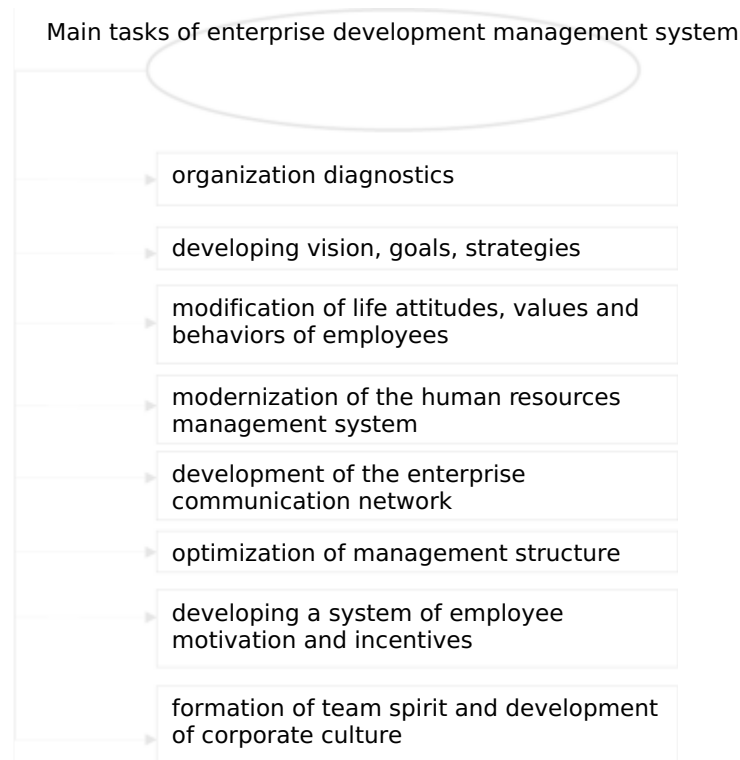 Main tasks of enterprise development management system
organization diagnostics
developing vision, goals, strategies
modification of life attitudes, values and
behaviors of employees
modernization of the human resources
management system
development of the enterprise
communication network
optimization of management structure
developing a system of employee
motivation and incentives
formation of team spirit and development
of corporate culture